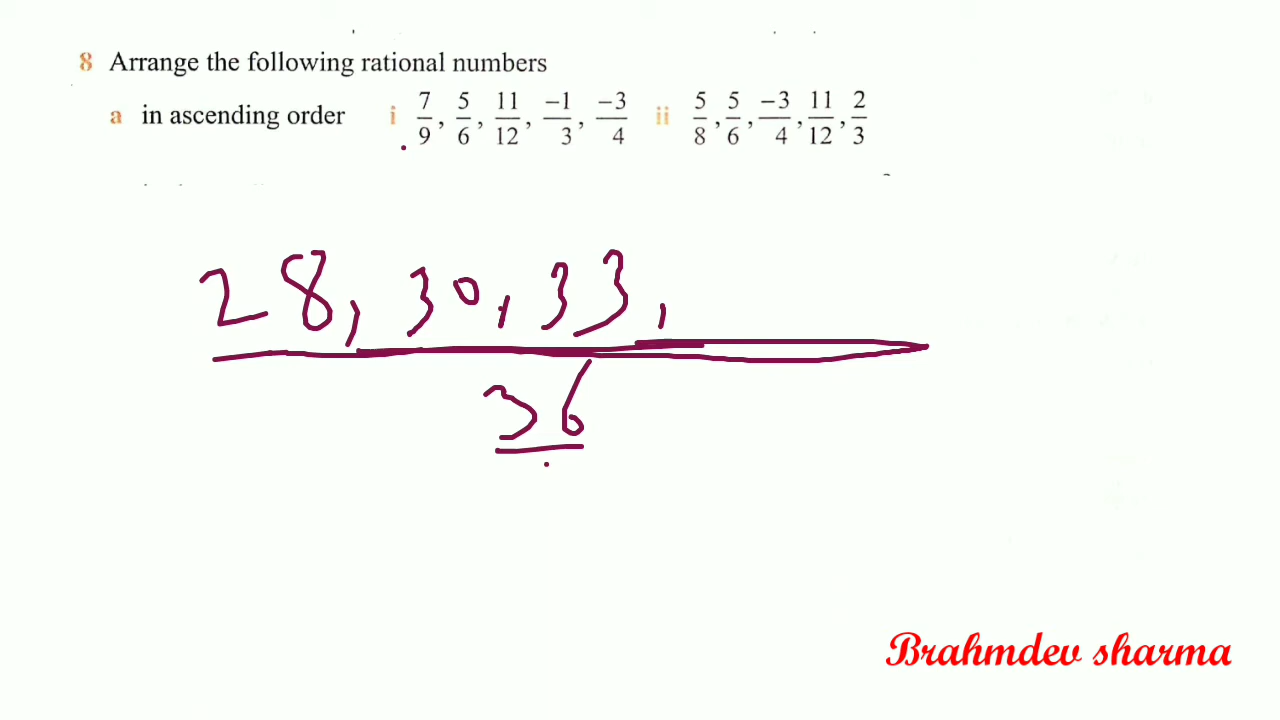 8 Arrange the following rational numbers
a in ascending order i 7/9, 5/6, 11/12, -1/3, -3/4 ii 5/8, 5/6, -3/4, 11/12, 2/3
28, 30, 33,
36
Brahmdev sharma